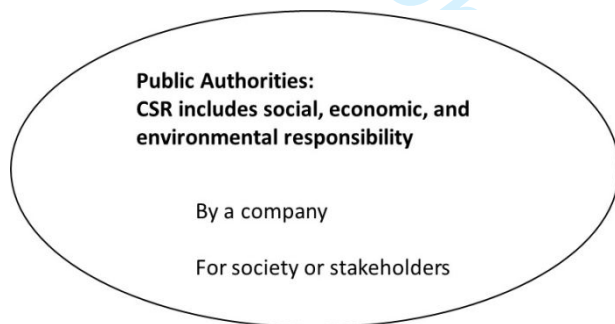 Public Authorities:
CSR includes social, economic, and
environmental responsibility
By a company
For society or stakeholders